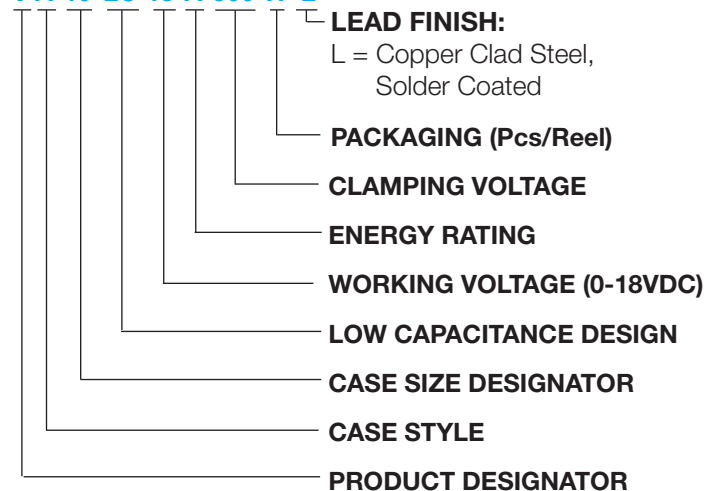 LEAD FINISH:
L = Copper Clad Steel,
Solder Coated
PACKAGING (Pcs/Reel)
CLAMPING VOLTAGE
ENERGY RATING
WORKING VOLTAGE (0-18VDC)
LOW CAPACITANCE DESIGN
CASE SIZE DESIGNATOR
CASE STYLE
PRODUCT DESIGNATOR